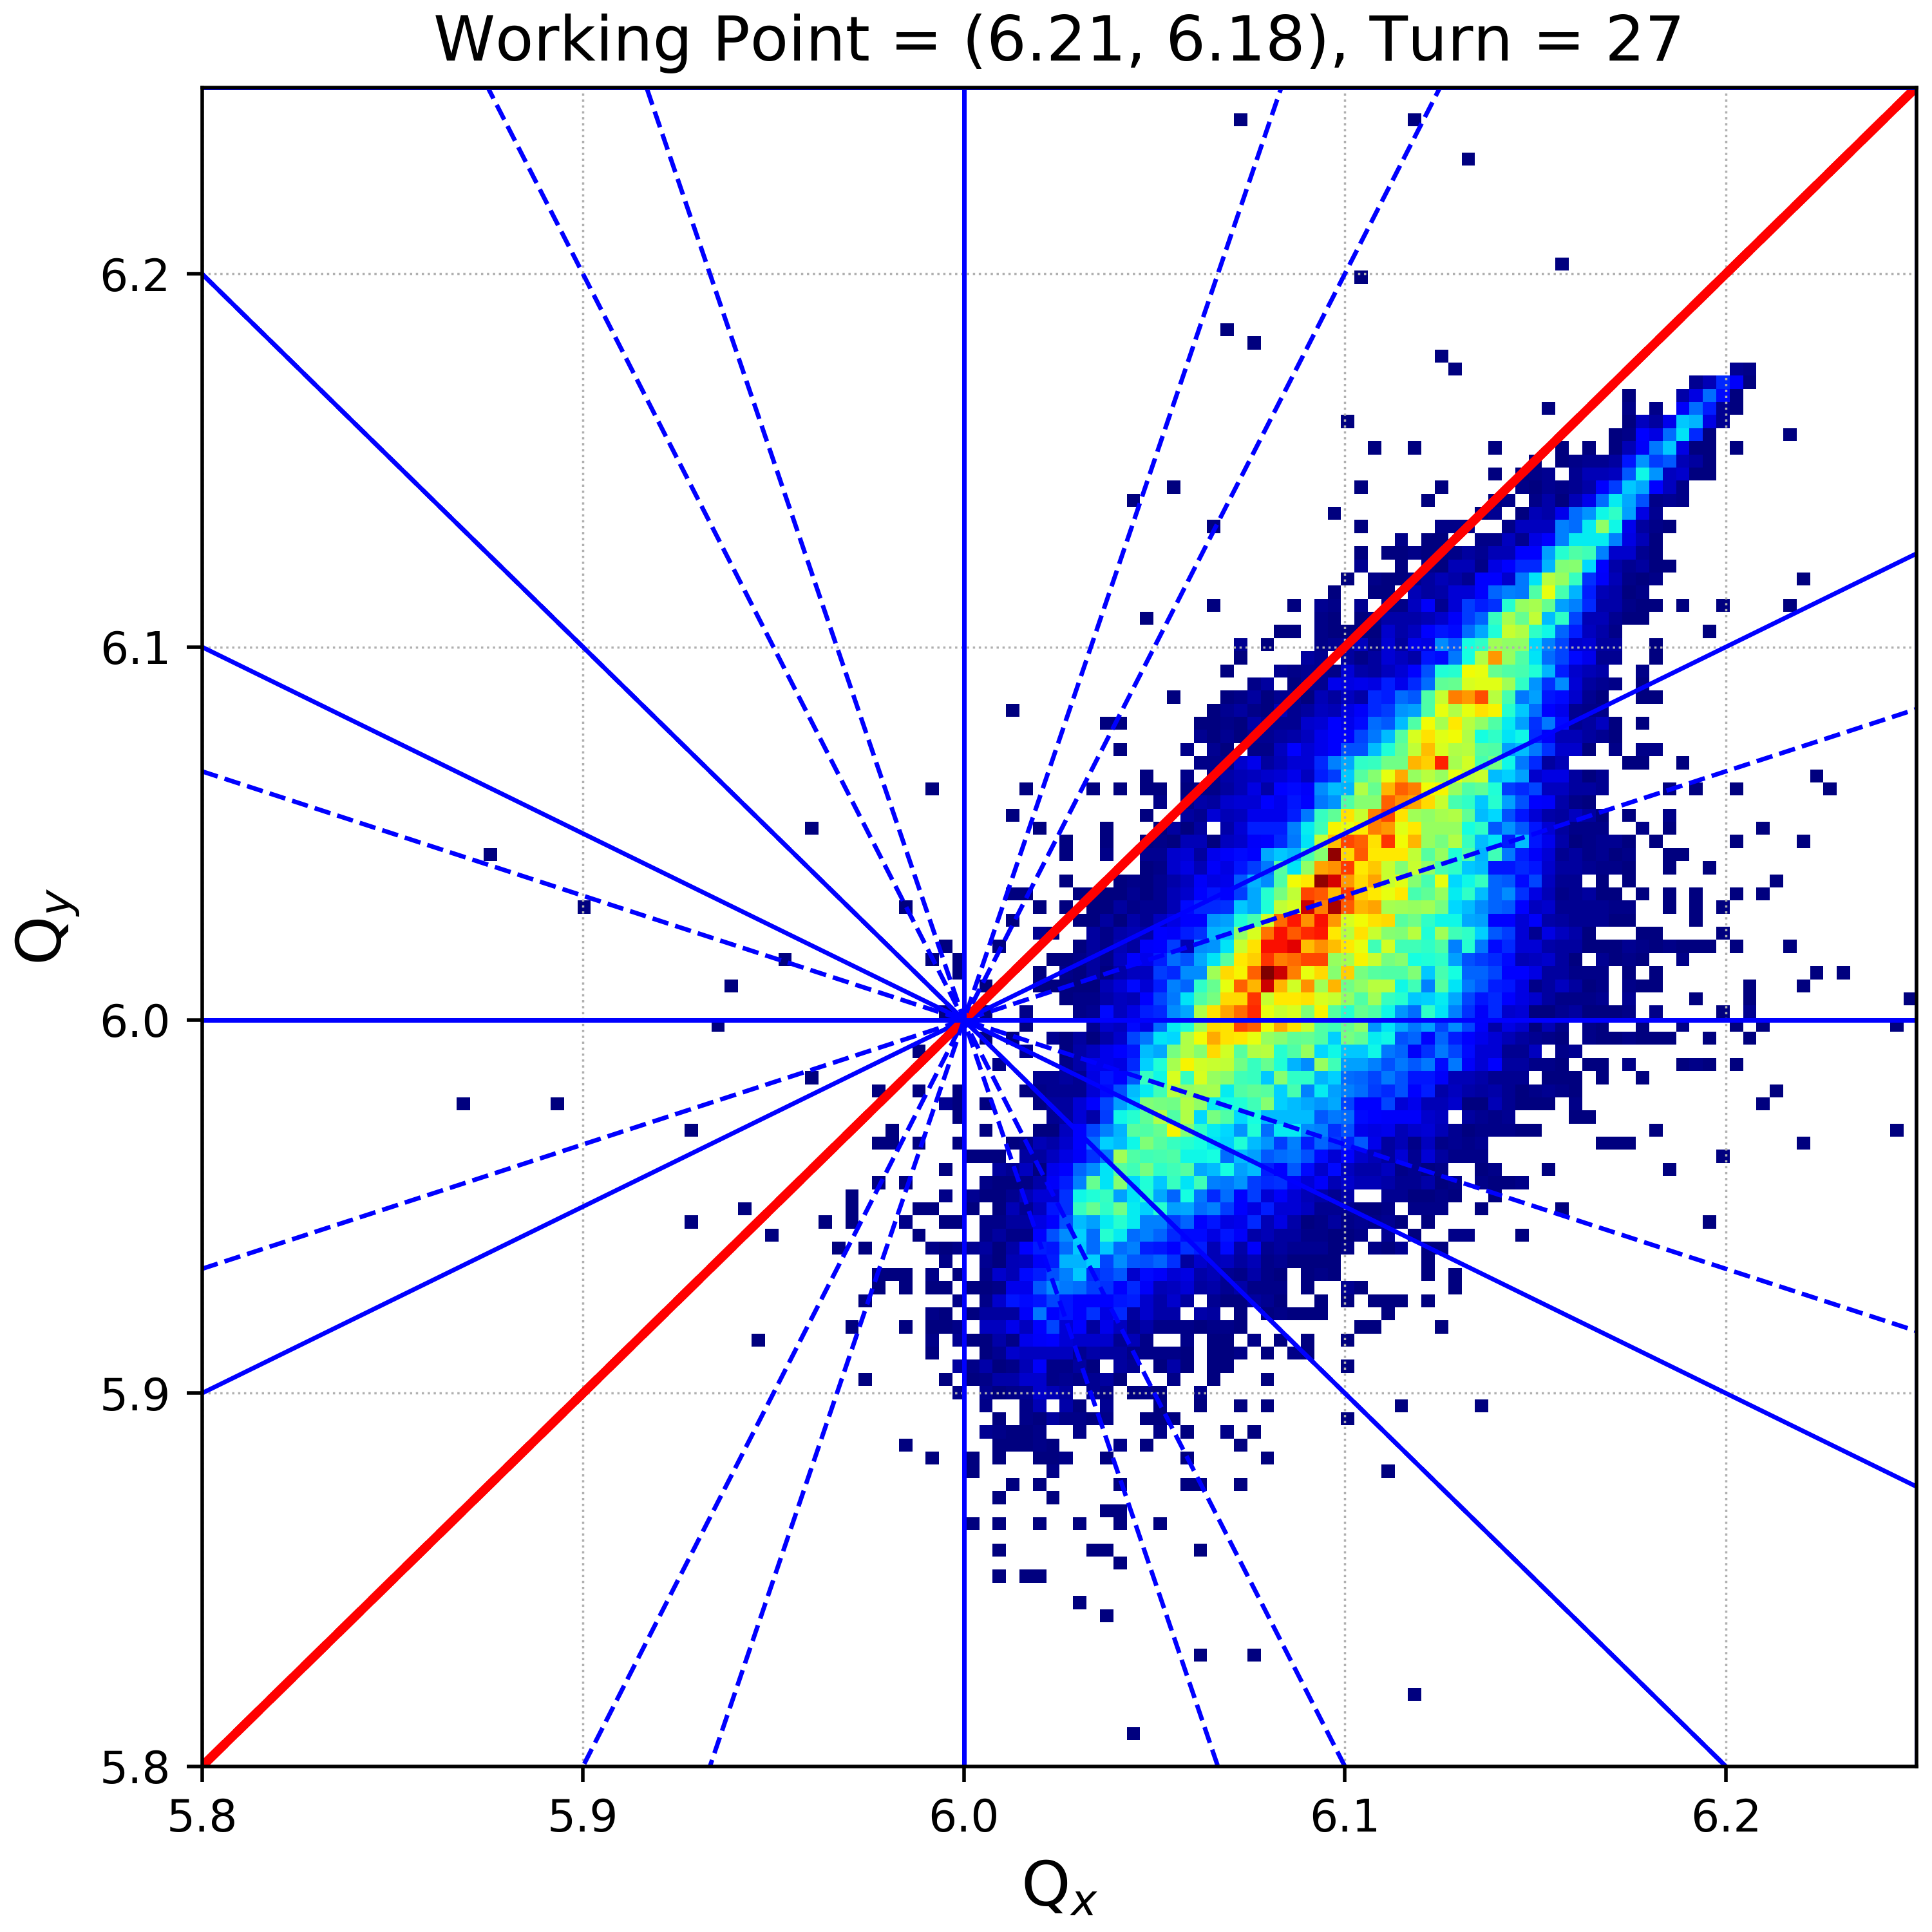 Working Point = (6.21, 6.18), Turn = 27
6.2
6.1
6.0
5.9
5.8
Qy
5.8 5.9 6.0 6.1 6.2
Qx